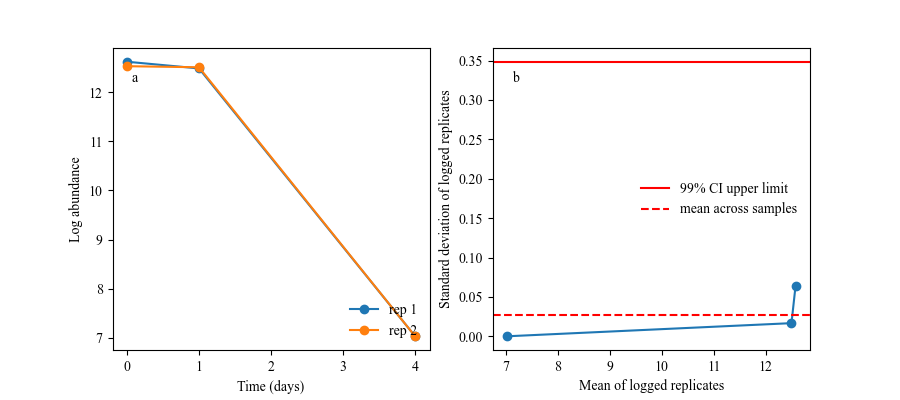 a
12
11
10
9
8
7
Log abundance
0
1
2
3
4
Time (days)
rep 1
rep 2
b
0.35
0.30
0.25
0.20
0.15
0.10
0.05
0.00
Standard deviation of logged replicates
99% CI upper limit
mean across samples
7
8
9
10
11
12
Mean of logged replicates